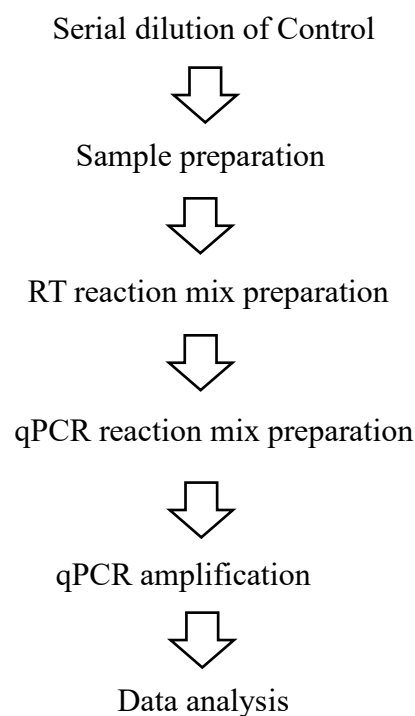 Serial dilution of Control
Sample preparation
RT reaction mix preparation
qPCR reaction mix preparation
qPCR amplification
Data analysis